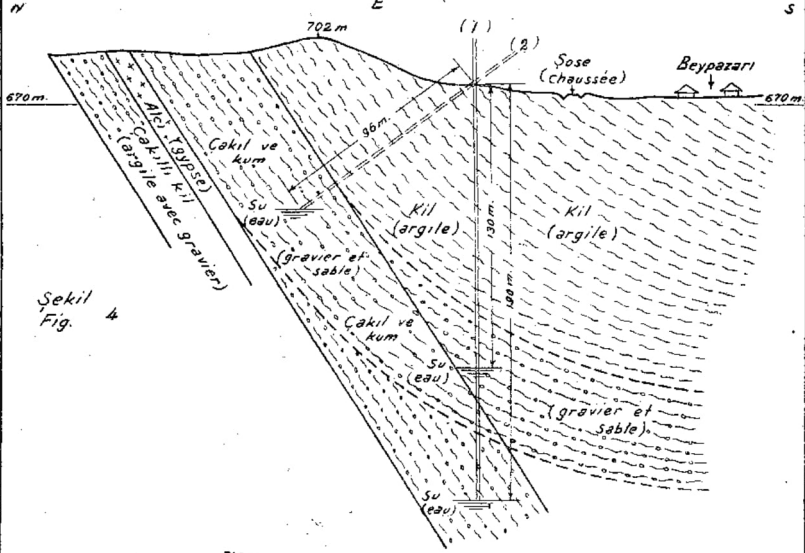 N E S
702 m
(1)
(2)
Şose
(chaussée)
Beypazarı
670 m.
670 m.
Alçı (gypse)
Çakıllı kil
(argile avec gravier)
Çakıl ve
kum
96 m.
Su
(eau)
Kil
(argile)
Kil
(argile)
130 m.
190 m.
(gravier et
sable)
Şekil
Fig. 4
Çakıl ve
kum
Su
(eau)
(gravier et
sable)
Su
(eau)